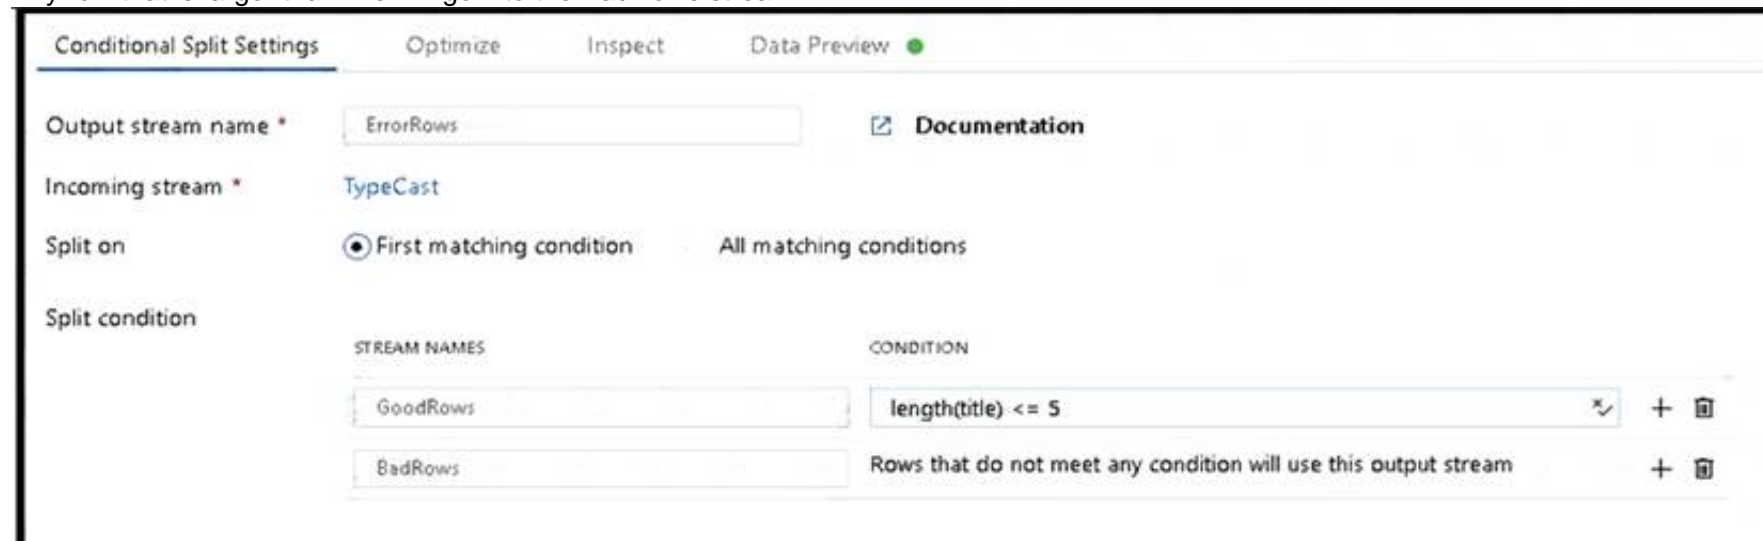 Conditional Split Settings Optimize Inspect Data Preview
Output stream name * ErrorRows Documentation
Incoming stream * TypeCast
Split on First matching condition All matching conditions
Split condition
STREAM NAMES CONDITION
GoodRows length(title) <= 5
BadRows Rows that do not meet any condition will use this output stream